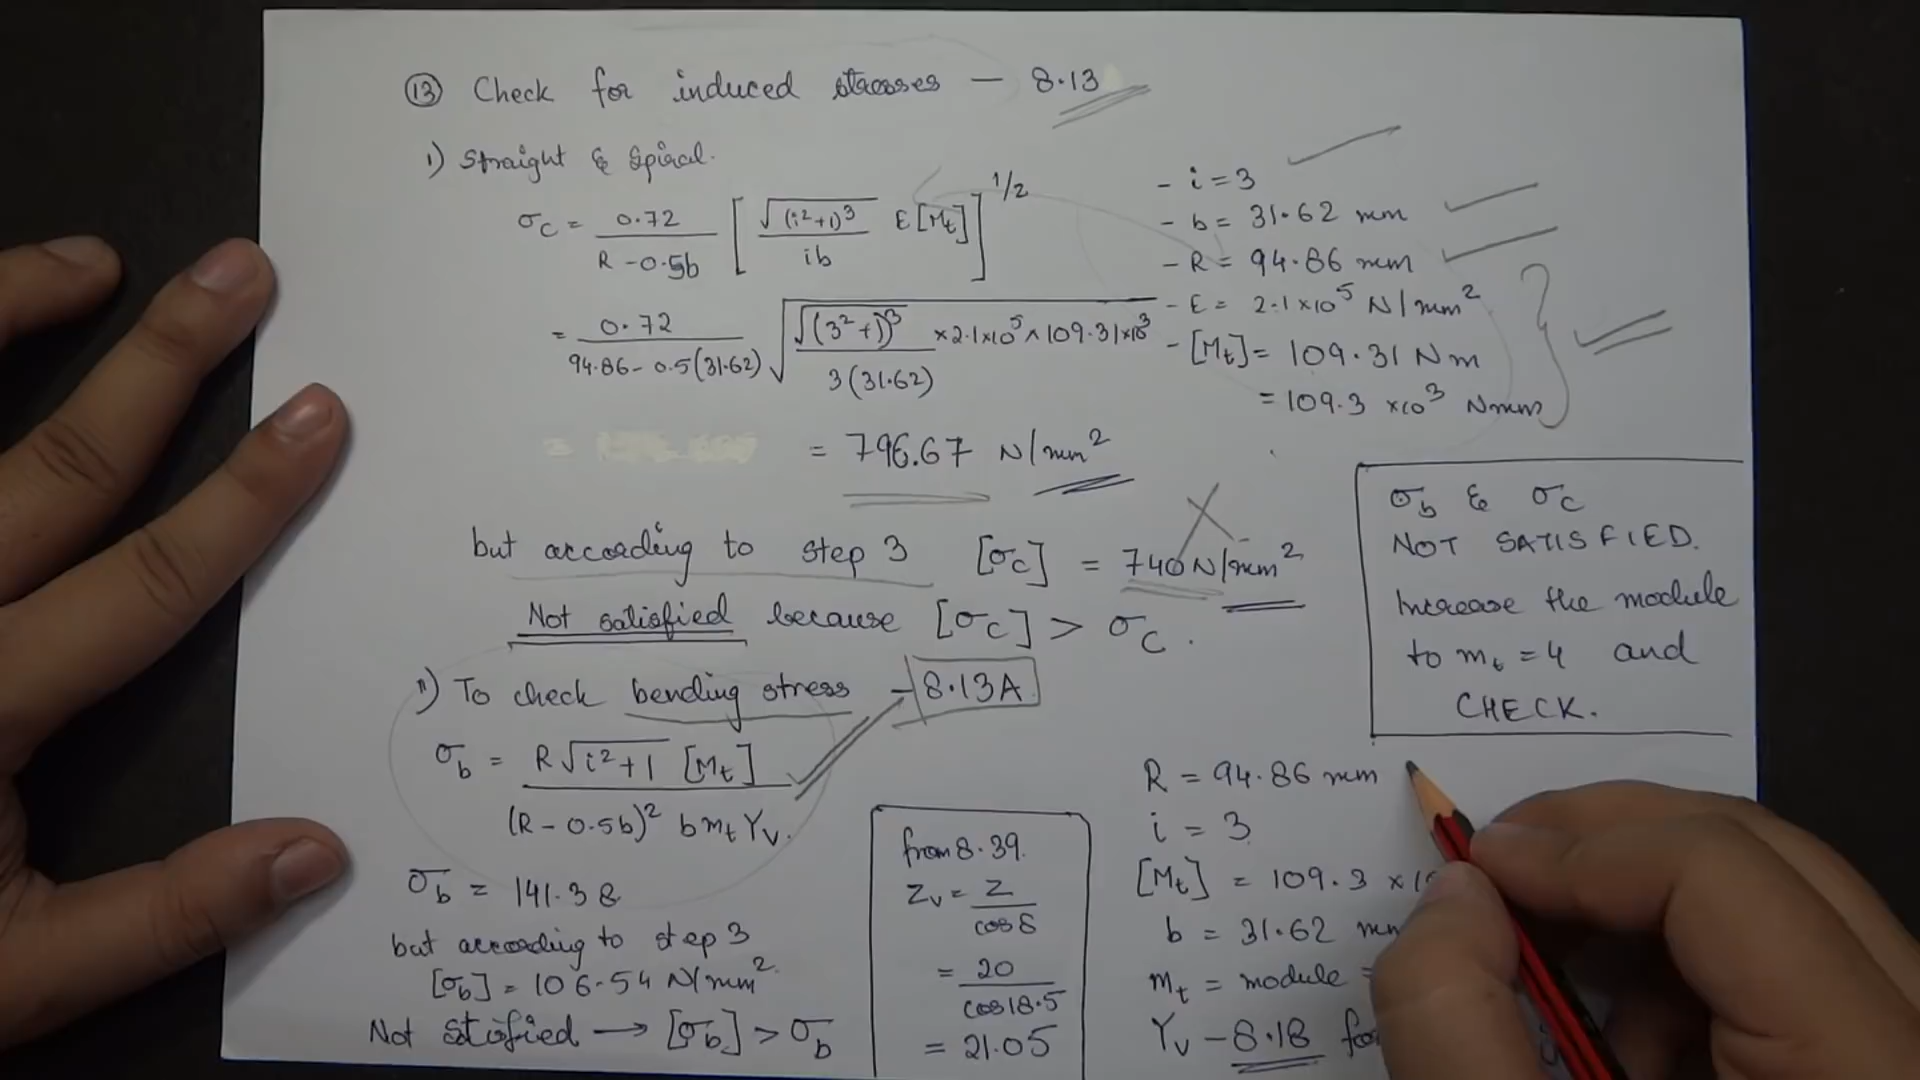 ⑬ Check for induced stresses — 8.13
i) Straight & Spiral.
σc = 0.72 / (R - 0.5b) [ √(i²+1)³ / ib E[Mt] ]^1/2
= 0.72 / (94.86 - 0.5(31.62)) √( √(3²+1)³ / 3(31.62) × 2.1×10⁵ × 109.31×10³ )
= 796.67 N/mm²
- i = 3
- b = 31.62 mm
- R = 94.86 mm
- E = 2.1×10⁵ N/mm²
- [Mt] = 109.31 Nm
= 109.3 ×10³ Nmm
but according to step 3 [σc] = 740 N/mm²
Not satisfied because [σc] > σc.
σb & σc
NOT SATISFIED.
Increase the module
to mt = 4 and
CHECK.
ii) To check bending stress - 8.13A
σb = R√i²+1 [Mt] / (R - 0.5b)² b mt Yv.
σb = 141.38
but according to step 3
[σb] = 106.54 N/mm²
Not stisfied → [σb] > σb
from 8.39.
Zv = Z / cos δ
= 20 / cos 18.5
= 21.05
R = 94.86 mm
i = 3
[Mt] = 109.3 ×
b = 31.62 mm
mt = module =
Yv - 8.18 for